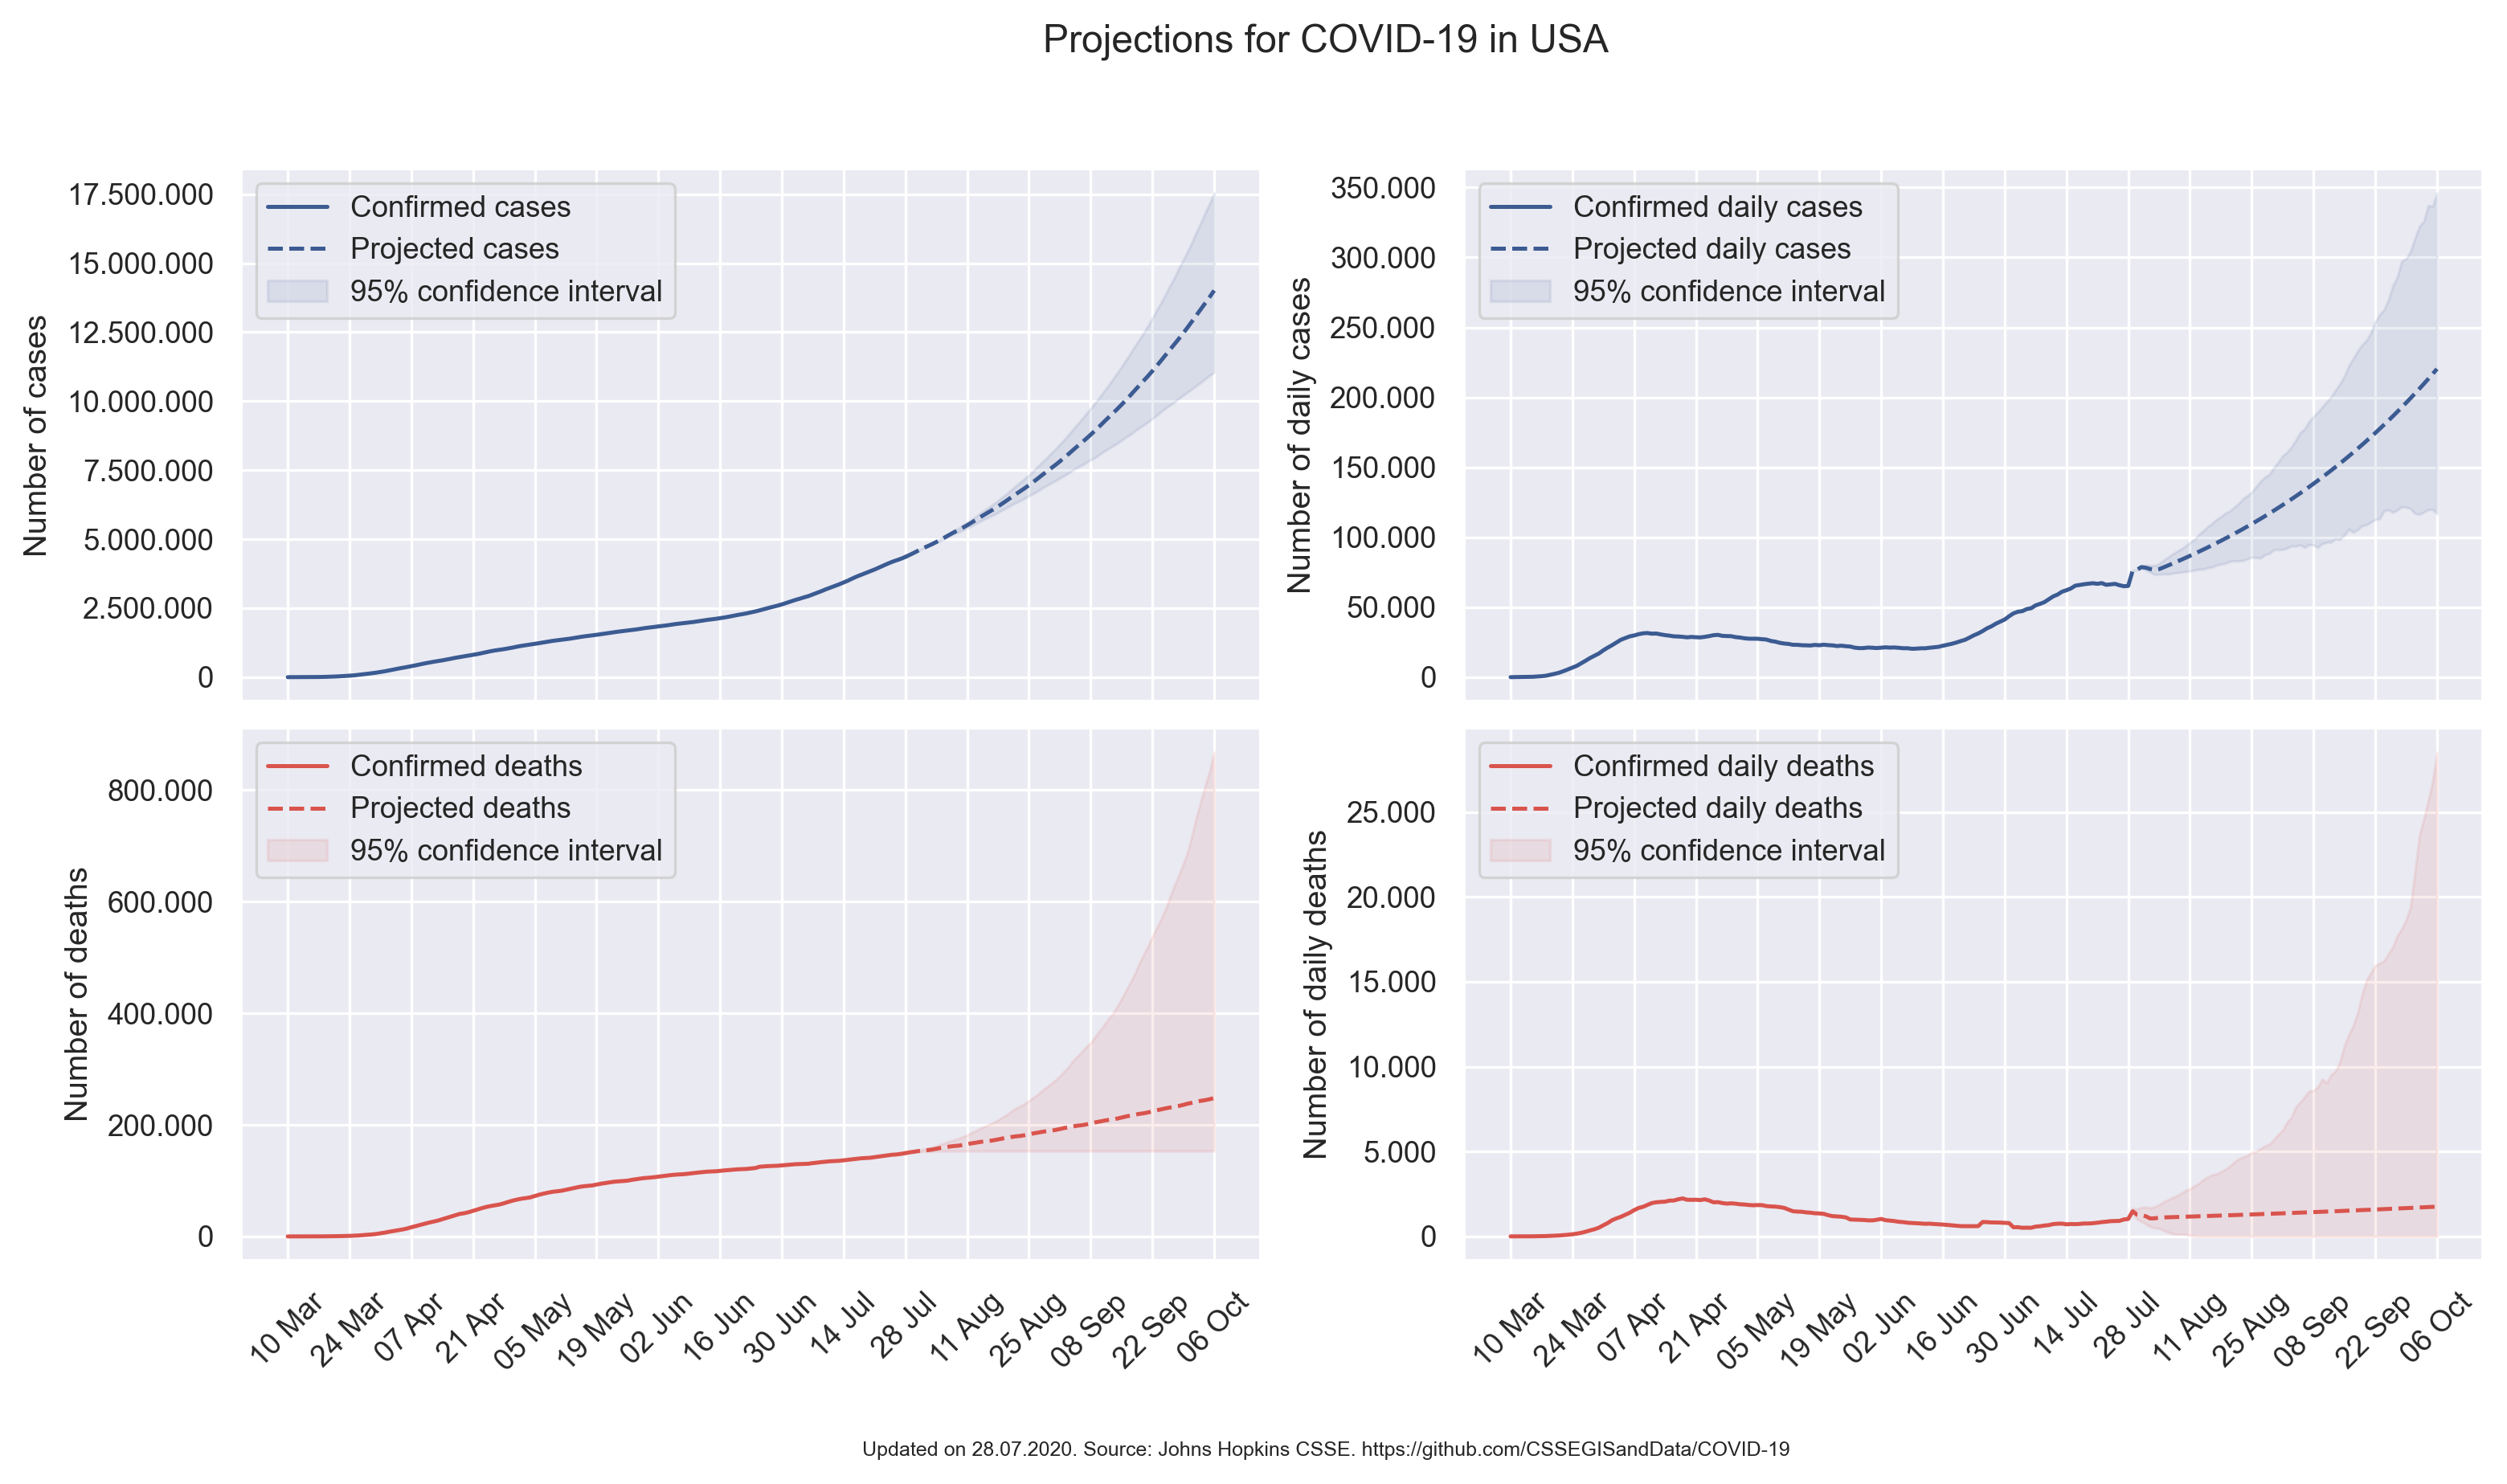 Projections for COVID-19 in USA
Number of cases
17.500.000
15.000.000
12.500.000
10.000.000
7.500.000
5.000.000
2.500.000
0
Confirmed cases
Projected cases
95% confidence interval
Number of daily cases
350.000
300.000
250.000
200.000
150.000
100.000
50.000
0
Confirmed daily cases
Projected daily cases
95% confidence interval
Number of deaths
800.000
600.000
400.000
200.000
0
Confirmed deaths
Projected deaths
95% confidence interval
10 Mar
24 Mar
07 Apr
21 Apr
05 May
19 May
02 Jun
16 Jun
30 Jun
14 Jul
28 Jul
11 Aug
25 Aug
08 Sep
22 Sep
06 Oct
Number of daily deaths
25.000
20.000
15.000
10.000
5.000
0
Confirmed daily deaths
Projected daily deaths
95% confidence interval
10 Mar
24 Mar
07 Apr
21 Apr
05 May
19 May
02 Jun
16 Jun
30 Jun
14 Jul
28 Jul
11 Aug
25 Aug
08 Sep
22 Sep
06 Oct
Updated on 28.07.2020. Source: Johns Hopkins CSSE. https://github.com/CSSEGISandData/COVID-19